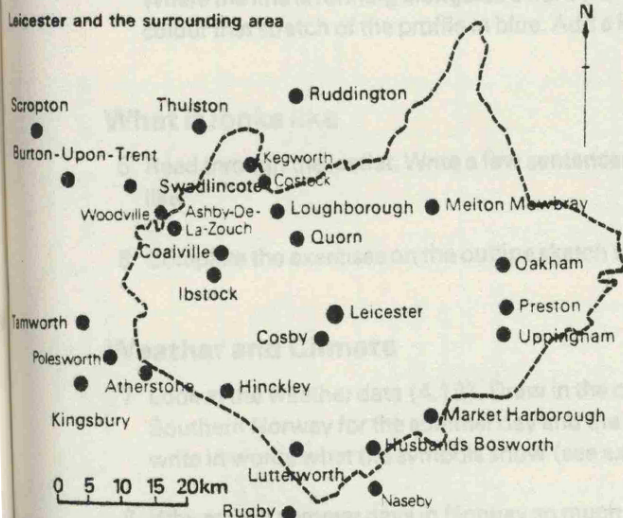 Leicester and the surrounding area
N
Scropton
Thulston
Ruddington
Burton-Upon-Trent
Kegworth
Swadlincote
Costock
Woodville
Ashby-De-
La-Zouch
Loughborough
Melton Mowbray
Coalville
Quorn
Ibstock
Oakham
Preston
Leicester
Tamworth
Cosby
Uppingham
Polesworth
Atherstone
Hinckley
Kingsbury
Market Harborough
Husbands Bosworth
Lutterworth
0 5 10 15 20km
Naseby
Rugby